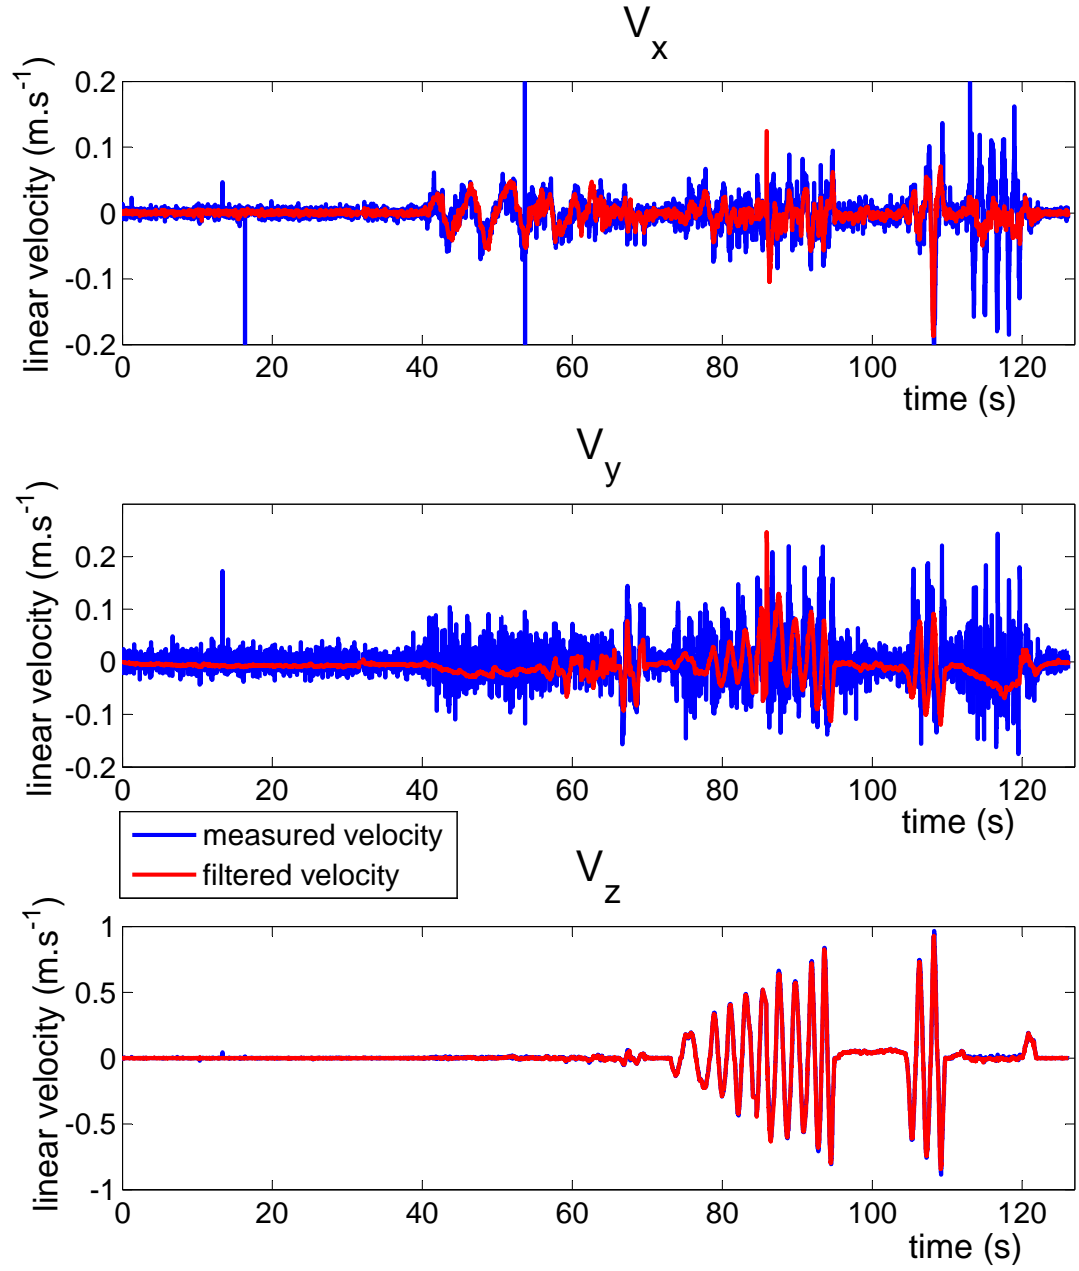 V_x
linear velocity (m.s^-1)
0.2
0.1
0
-0.1
-0.2
0 20 40 60 80 100 120
time (s)
V_y
linear velocity (m.s^-1)
0.2
0.1
0
-0.1
-0.2
0 20 40 60 80 100 120
time (s)
measured velocity
filtered velocity
V_z
linear velocity (m.s^-1)
1
0.5
0
-0.5
-1
0 20 40 60 80 100 120
time (s)